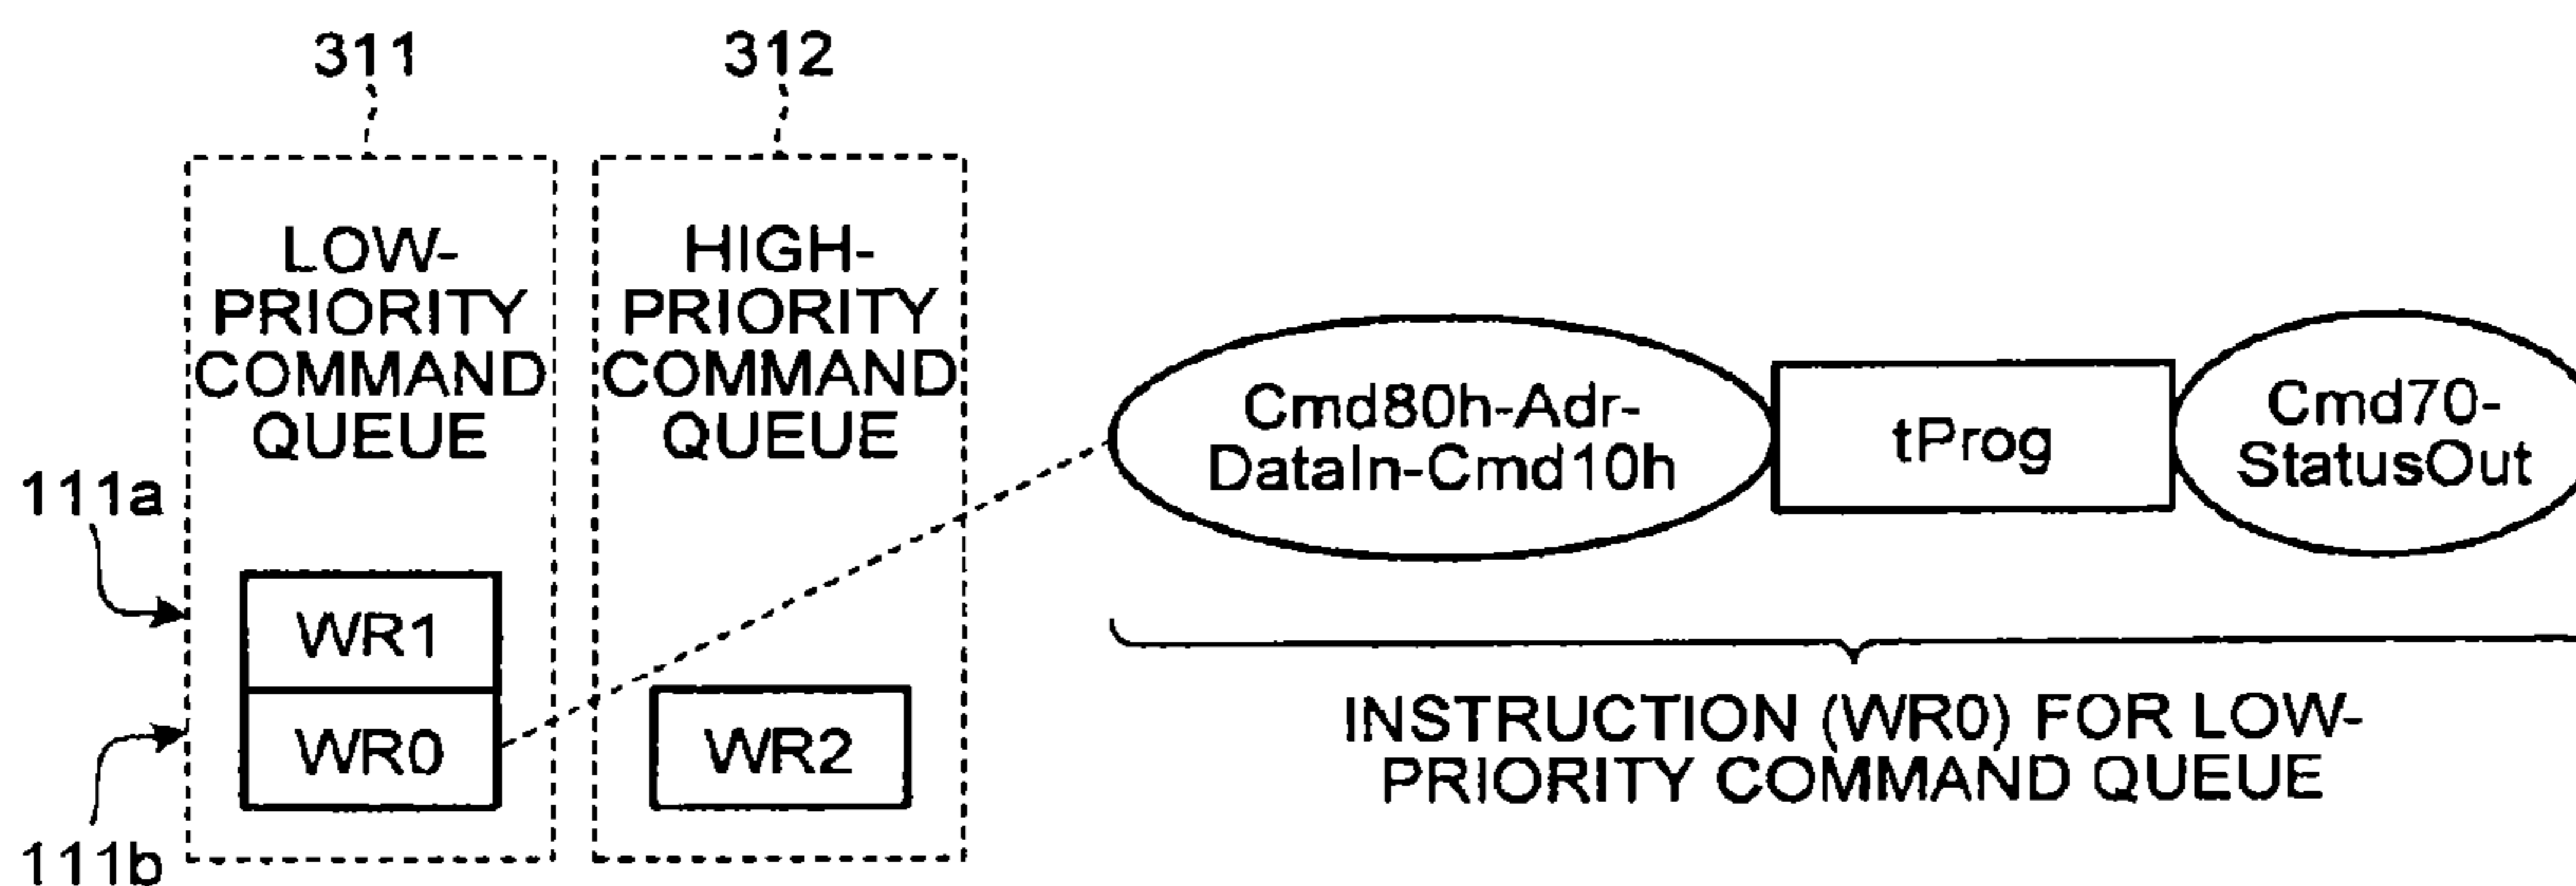 311
312
LOW-
PRIORITY
COMMAND
QUEUE
HIGH-
PRIORITY
COMMAND
QUEUE
111a
WR1
WR0
111b
WR2
Cmd80h-Adr-
DataIn-Cmd10h
tProg
Cmd70-
StatusOut
INSTRUCTION (WR0) FOR LOW-
PRIORITY COMMAND QUEUE